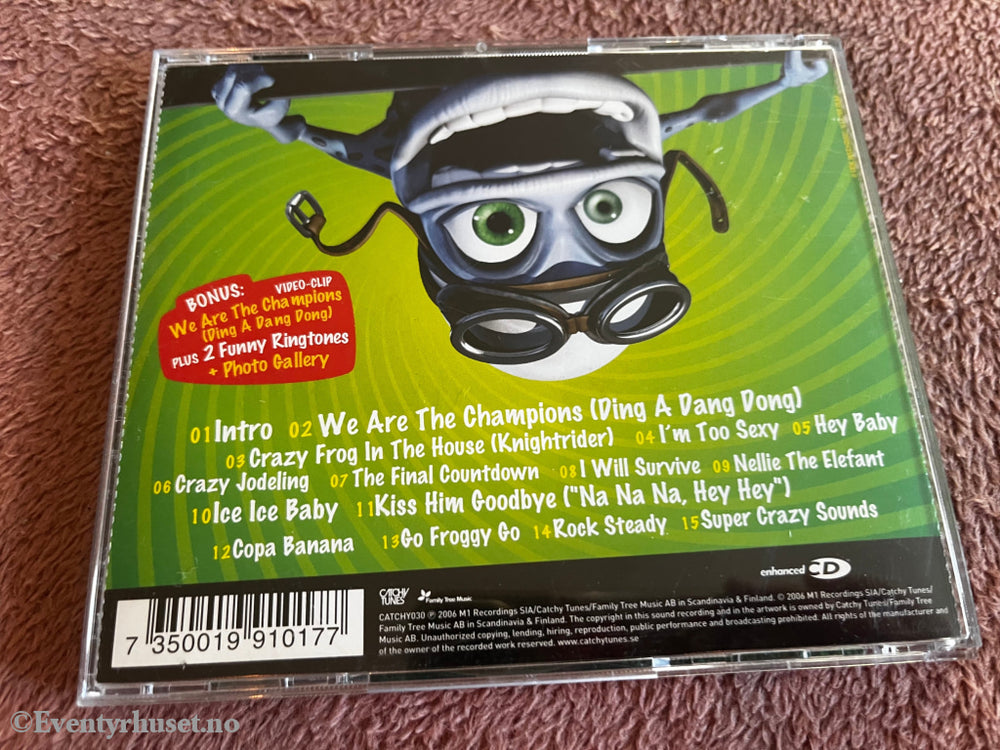 BONUS: VIDEO-CLIP
We Are The Champions
(Ding A Dang Dong)
PLUS 2 Funny Ringtones
+ Photo Gallery
01 Intro 02 We Are The Champions (Ding A Dang Dong)
03 Crazy Frog In The House (Knightrider) 04 I'm Too Sexy 05 Hey Baby
06 Crazy Jodeling 07 The Final Countdown 08 I Will Survive 09 Nellie The Elefant
10 Ice Ice Baby 11 Kiss Him Goodbye ("Na Na Na, Hey Hey")
12 Copa Banana 13 Go Froggy Go 14 Rock Steady 15 Super Crazy Sounds
enhanced CD
CATCHY TUNES Family Tree Music
CATCHY030 ℗ 2006 M1 Recordings SIA/Catchy Tunes/Family Tree Music AB in Scandinavia & Finland. © 2006 M1 Recordings SIA/Catchy Tunes/
Family Tree Music AB in Scandinavia & Finland. The copyright in this sound recording and in the artwork is owned by Catchy Tunes/Family Tree
Music AB. Unauthorized copying, lending, hiring, reproduction, public performance and broadcasting prohibited. All rights of the manufacturer and
of the owner of the recorded work reserved. www.catchytunes.se
7 350019 910177
©Eventyrhuset.no